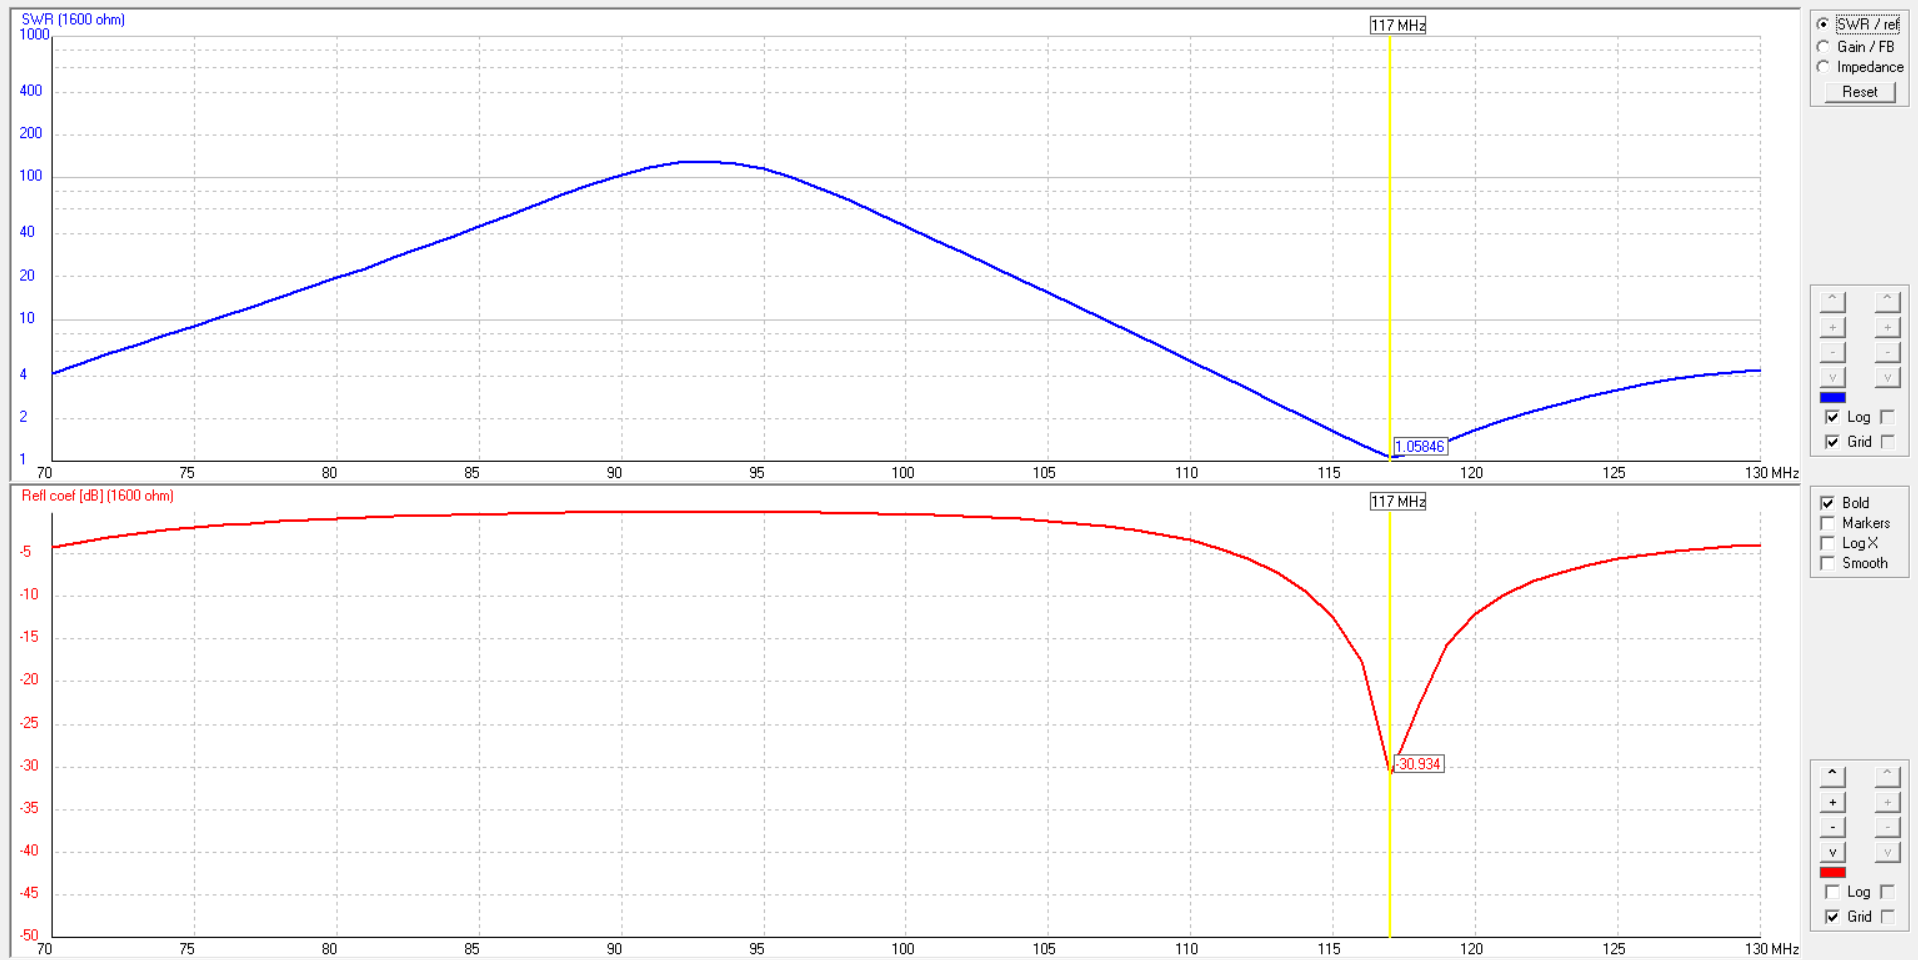 SWR (1600 ohm)
117 MHz
1000
400
200
100
40
20
10
4
2
1
1.05846
70 75 80 85 90 95 100 105 110 115 120 125 130 MHz
Refl coef [dB] (1600 ohm)
117 MHz
-5
-10
-15
-20
-25
-30
-35
-40
-45
-50
-30.934
70 75 80 85 90 95 100 105 110 115 120 125 130 MHz
SWR / ref
Gain / FB
Impedance
Reset
^ ^
+ +
- -
v v
Log
Grid
Bold
Markers
Log X
Smooth
^ ^
+ +
- -
v v
Log
Grid